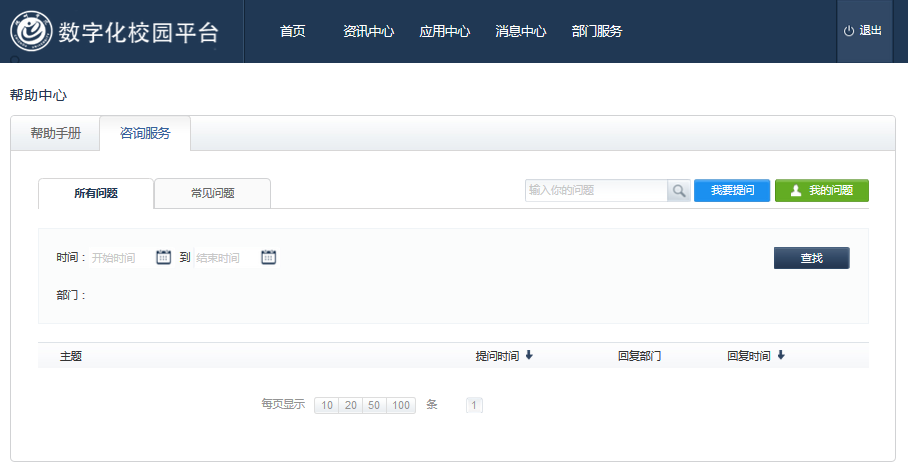 数字化校园平台 首页 资讯中心 应用中心 消息中心 部门服务 退出
帮助中心
帮助手册 咨询服务
所有问题 常见问题 输入你的问题 我要提问 我的问题
时间： 开始时间 到 结束时间 查找
部门：
主题 提问时间 回复部门 回复时间
每页显示 10 20 50 100 条 1